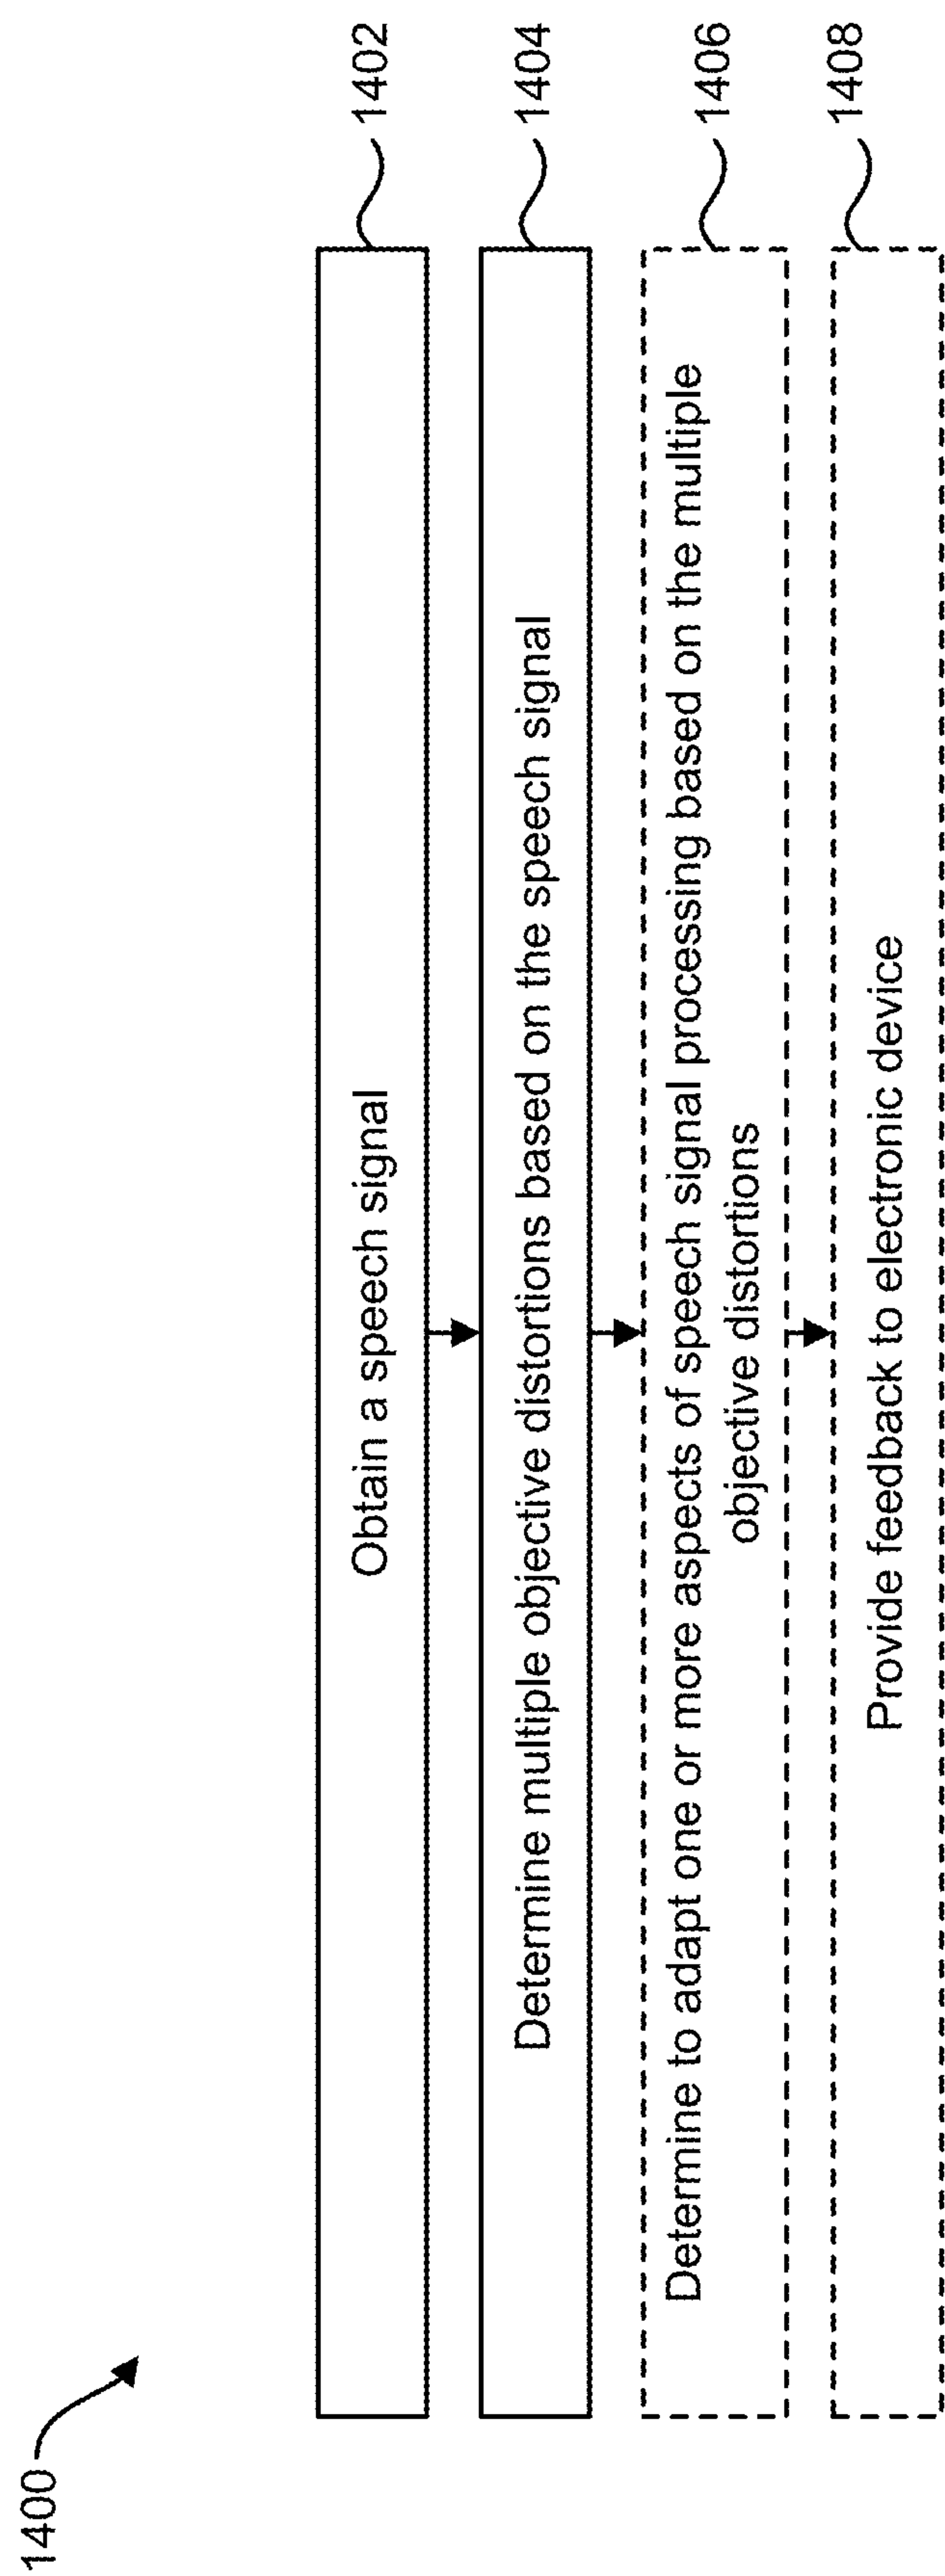 1400
Obtain a speech signal
1402
Determine multiple objective distortions based on the speech signal
1404
Determine to adapt one or more aspects of speech signal processing based on the multiple
objective distortions
1406
Provide feedback to electronic device
1408